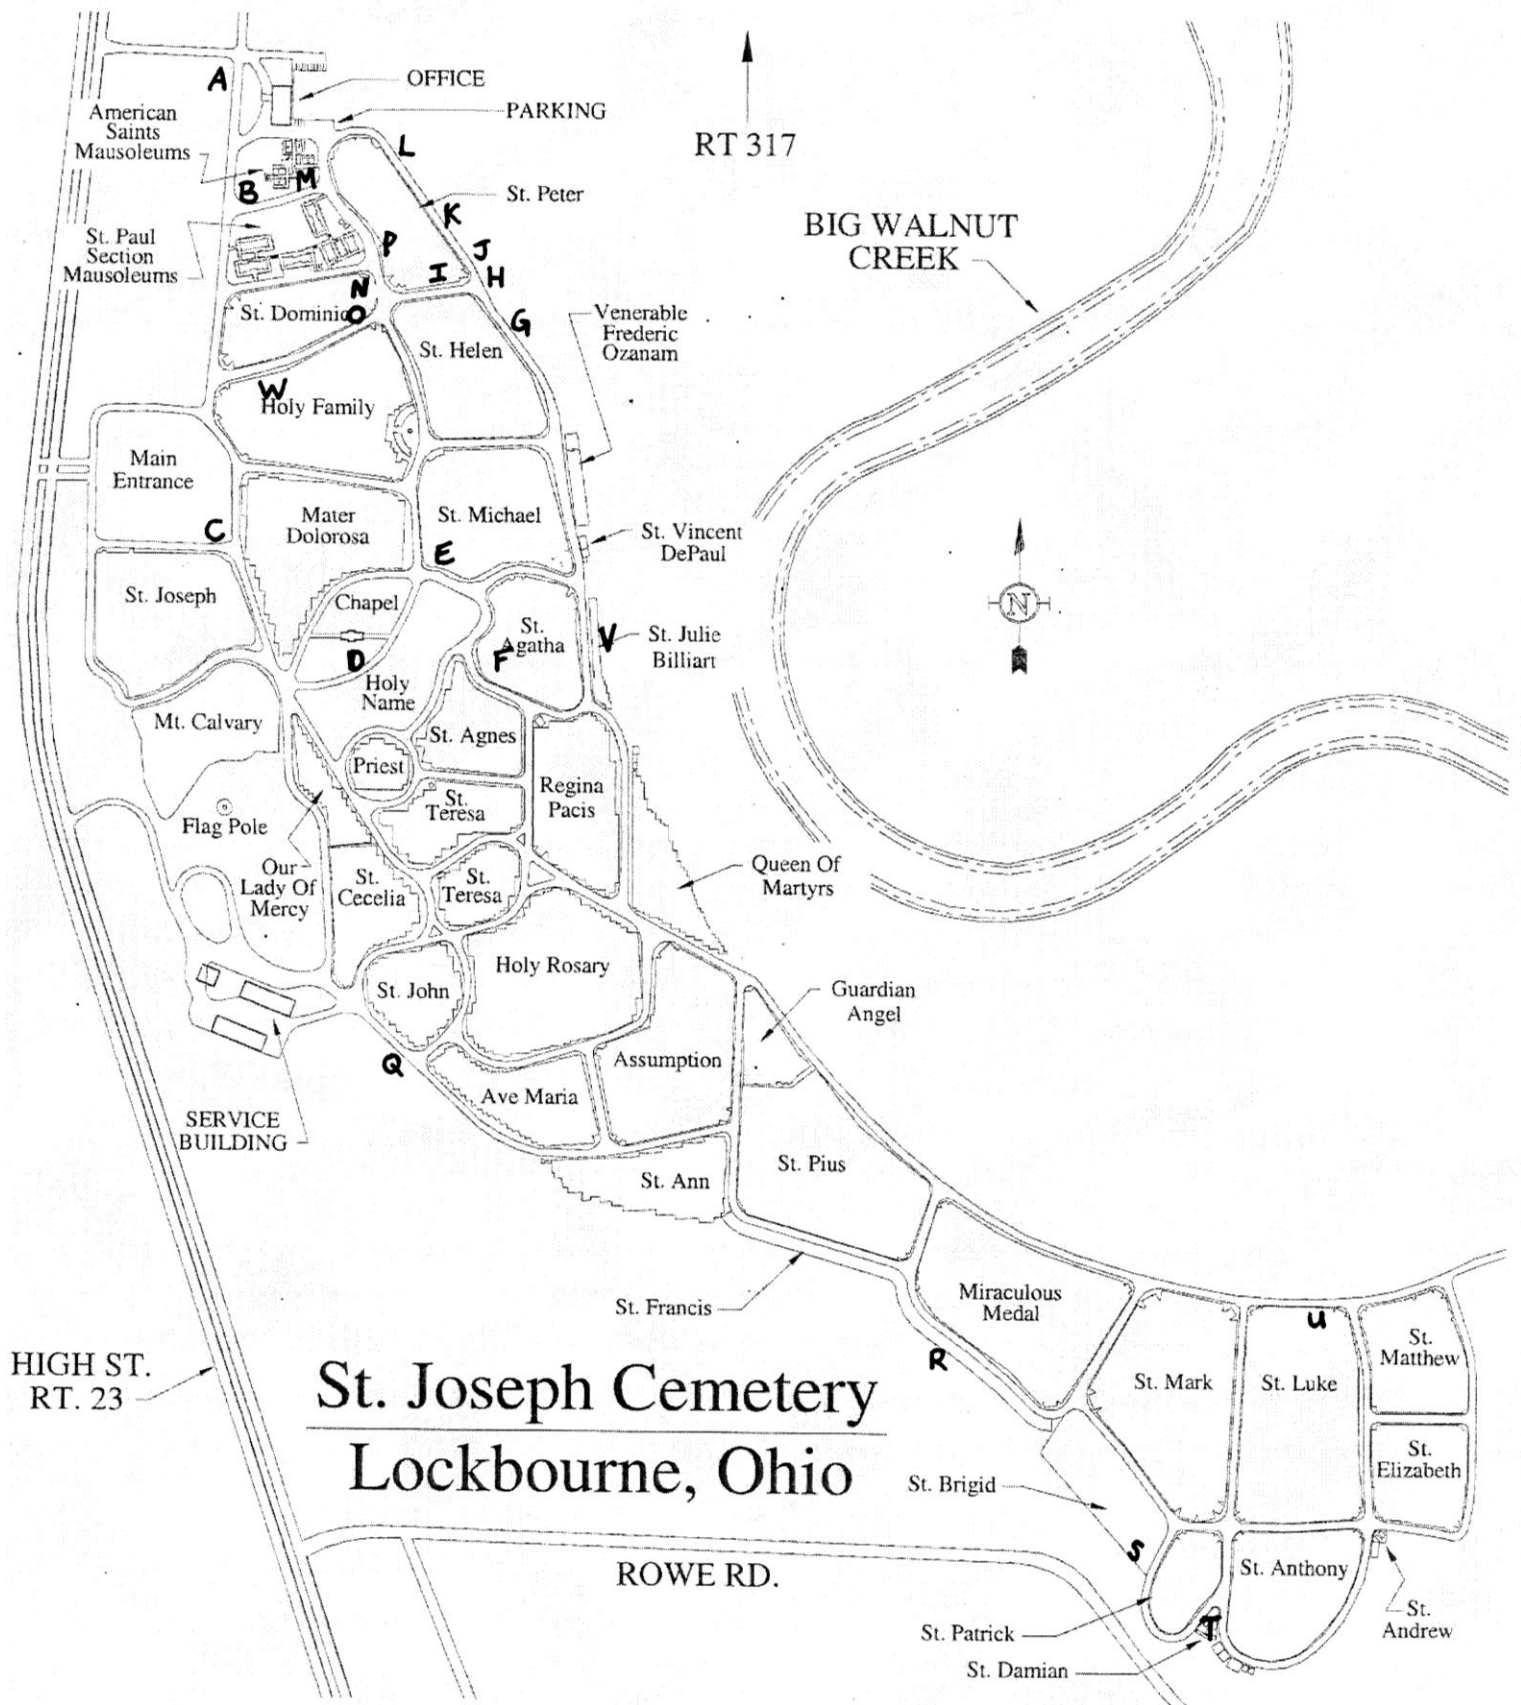 A
OFFICE
American
Saints
Mausoleums
PARKING
L
RT 317
B
M
St. Peter
K
BIG WALNUT
CREEK
St. Paul
Section
Mausoleums
P
J
I
H
N
St. Dominic
O
G
Venerable
Frederic
Ozanam
St. Helen
W
Holy Family
Main
Entrance
Mater
Dolorosa
St. Michael
C
E
St. Vincent
DePaul
N
St. Joseph
Chapel
St.
Agatha
V
St. Julie
Billiart
D
F
Holy
Name
Mt. Calvary
St. Agnes
Priest
Regina
Pacis
St.
Teresa
Flag Pole
Our
Lady Of
Mercy
St.
Cecelia
St.
Teresa
Queen Of
Martyrs
Holy Rosary
St. John
Guardian
Angel
Q
Assumption
Ave Maria
SERVICE
BUILDING
St. Pius
St. Ann
St. Francis
Miraculous
Medal
U
St.
Matthew
R
HIGH ST.
RT. 23
St. Mark
St. Luke
St. Joseph Cemetery
Lockbourne, Ohio
St. Brigid
St.
Elizabeth
S
ROWE RD.
St. Anthony
St. Patrick
T
St.
Andrew
St. Damian